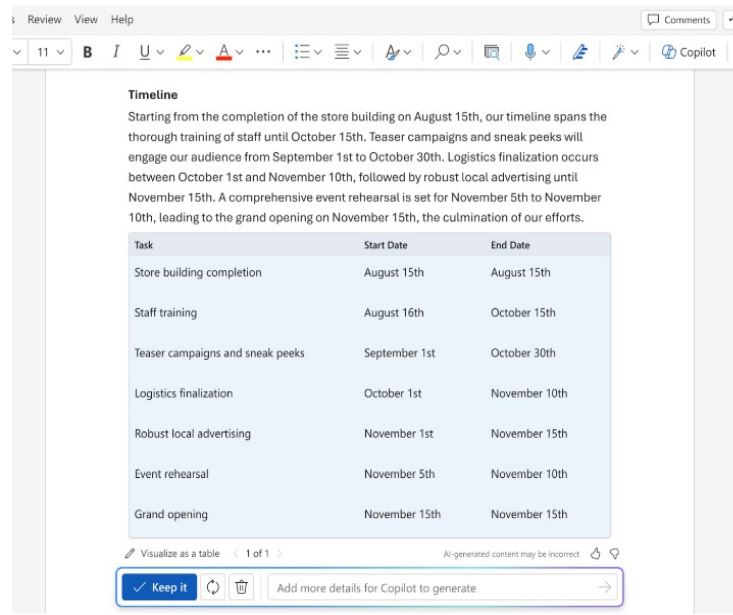 Review View Help
Comments
11 B I U A Copilot
Timeline
Starting from the completion of the store building on August 15th, our timeline spans the
thorough training of staff until October 15th. Teaser campaigns and sneak peeks will
engage our audience from September 1st to October 30th. Logistics finalization occurs
between October 1st and November 10th, followed by robust local advertising until
November 15th. A comprehensive event rehearsal is set for November 5th to November
10th, leading to the grand opening on November 15th, the culmination of our efforts.
Task Start Date End Date
Store building completion August 15th August 15th
Staff training August 16th October 15th
Teaser campaigns and sneak peeks September 1st October 30th
Logistics finalization October 1st November 10th
Robust local advertising November 1st November 15th
Event rehearsal November 5th November 10th
Grand opening November 15th November 15th
Visualize as a table < 1 of 1 > AI-generated content may be incorrect
Keep it Add more details for Copilot to generate